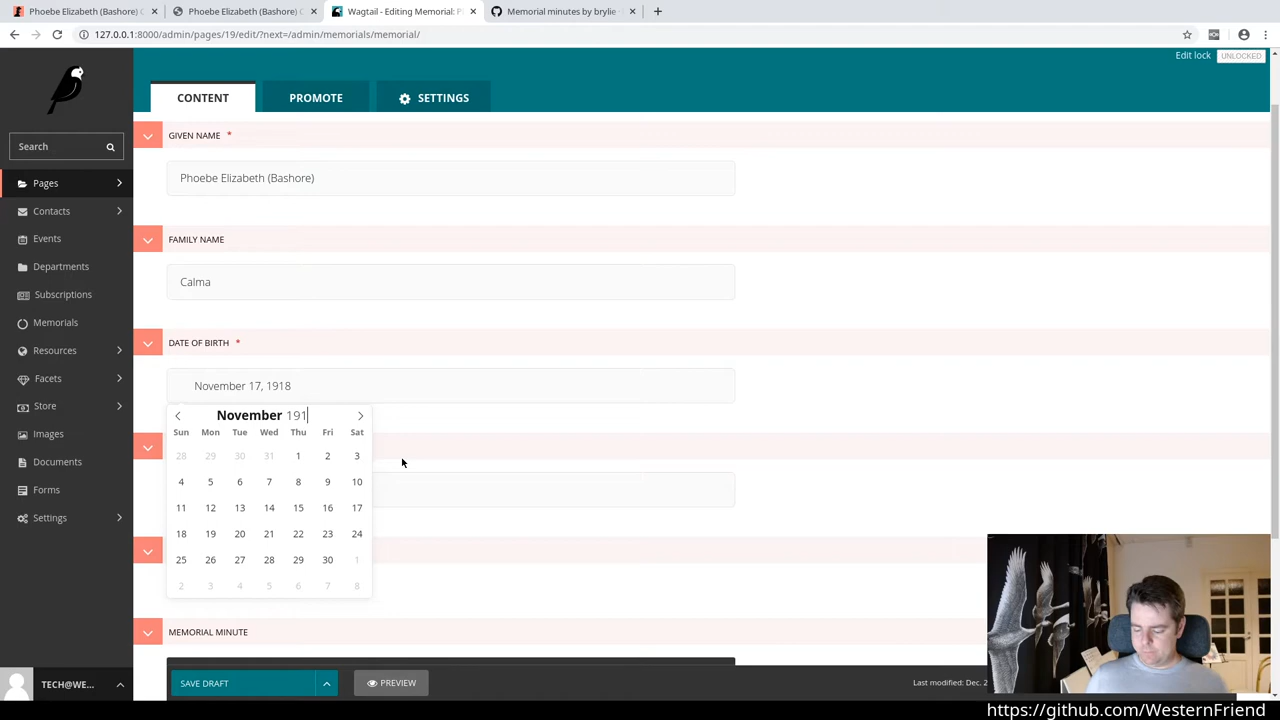 Phoebe Elizabeth (Bashore) C
Phoebe Elizabeth (Bashore) C
Wagtail - Editing Memorial: P
Memorial minutes by brylie
127.0.0.1:8000/admin/pages/19/edit/?next=/admin/memorials/memorial/
Edit lock UNLOCKED
CONTENT PROMOTE SETTINGS
Search
Pages
Contacts
Events
Departments
Subscriptions
Memorials
Resources
Facets
Store
Images
Documents
Forms
Settings
TECH@WE...
GIVEN NAME *
Phoebe Elizabeth (Bashore)
FAMILY NAME
Calma
DATE OF BIRTH *
November 17, 1918
November 191
Sun Mon Tue Wed Thu Fri Sat
28 29 30 31 1 2 3
4 5 6 7 8 9 10
11 12 13 14 15 16 17
18 19 20 21 22 23 24
25 26 27 28 29 30 1
2 3 4 5 6 7 8
MEMORIAL MINUTE
SAVE DRAFT
PREVIEW
Last modified: Dec. 2
https://github.com/WesternFriend